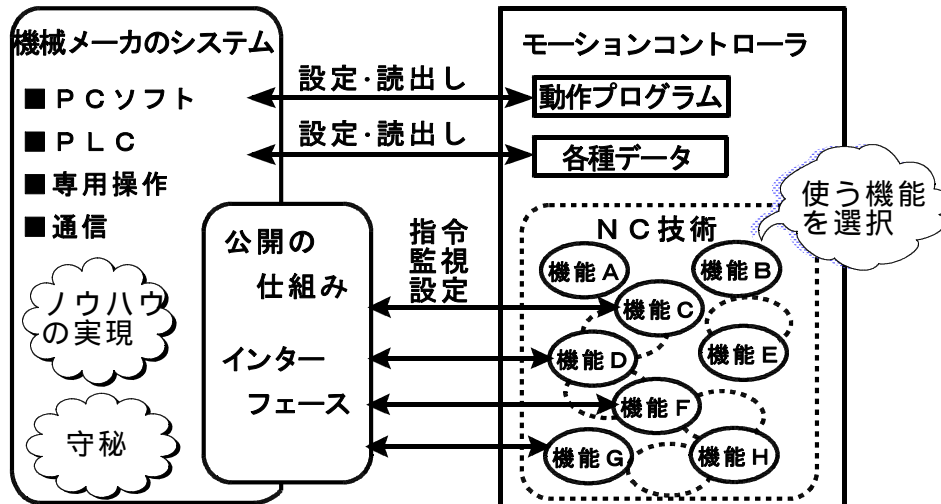 機械メーカのシステム
■ＰＣソフト
■ＰＬＣ
■専用操作
■通信
ノウハウ
の実現
守秘
公開の
仕組み
インター
フェース
設定･読出し
設定･読出し
指令
監視
設定
モーションコントローラ
動作プログラム
各種データ
使う機能
を選択
ＮＣ技術
機能Ａ
機能Ｂ
機能Ｃ
機能Ｄ
機能Ｅ
機能Ｆ
機能Ｇ
機能Ｈ